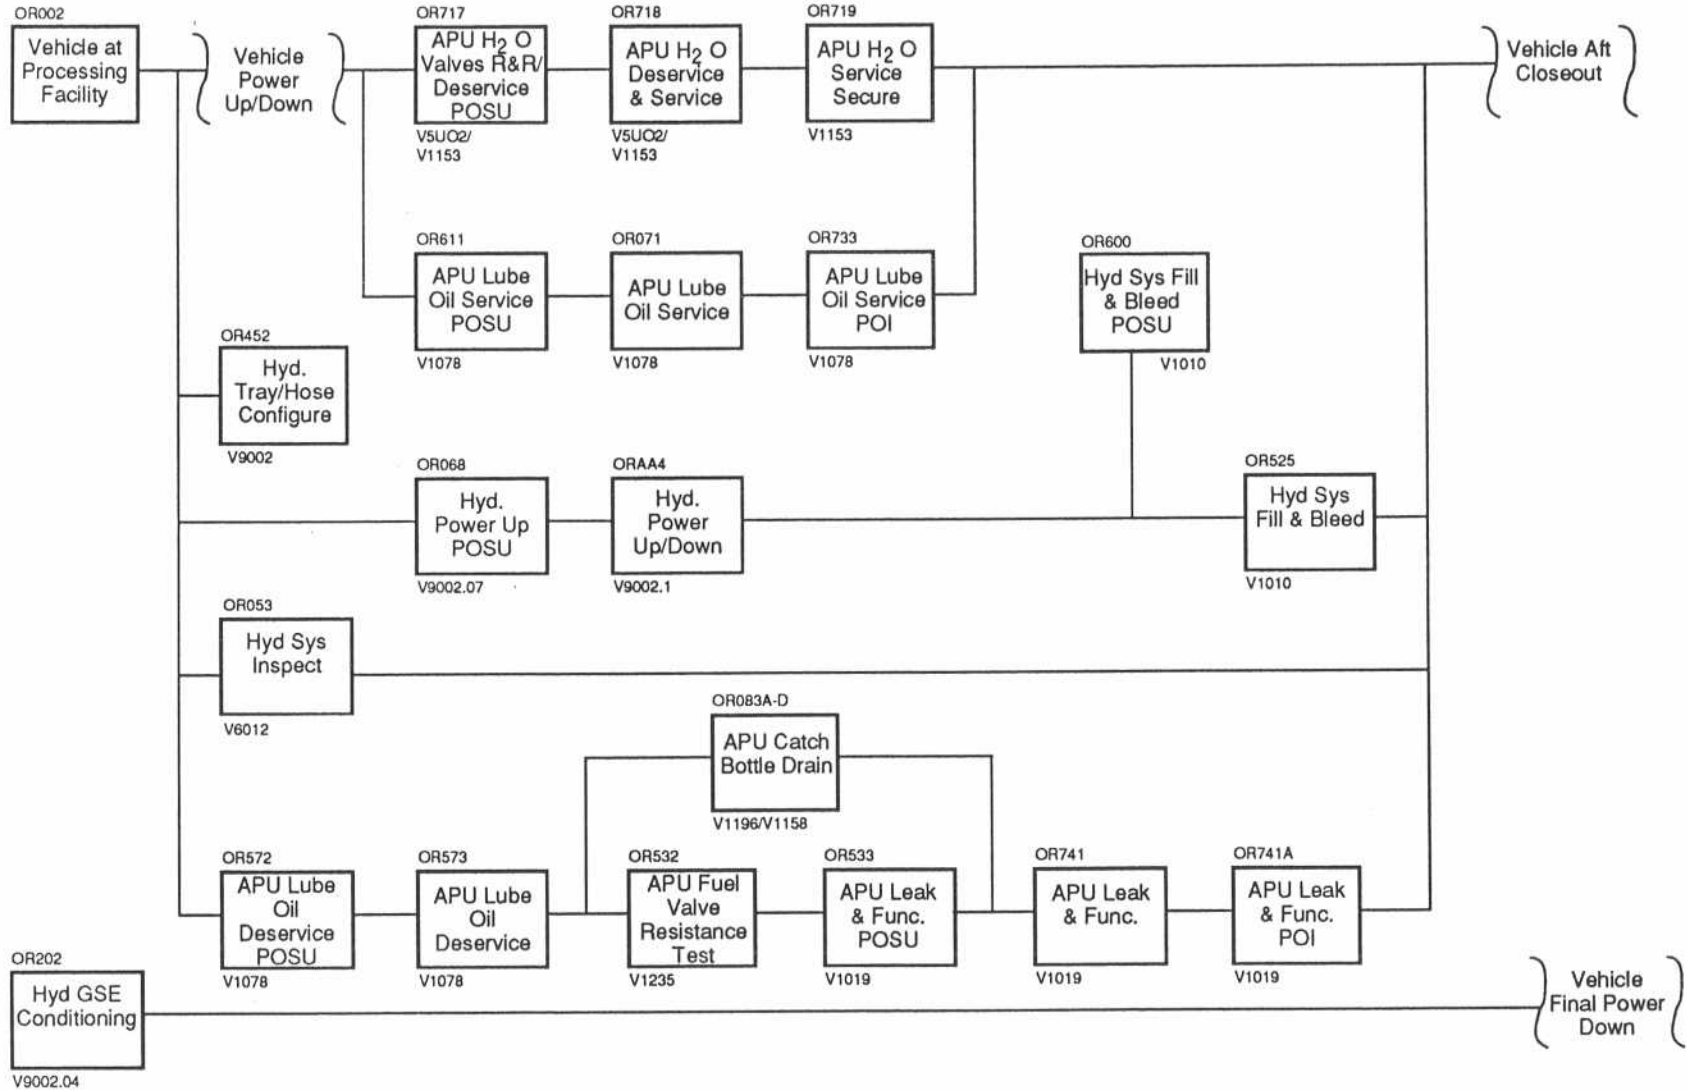 OR002
Vehicle at
Processing
Facility
Vehicle
Power
Up/Down
OR717
APU H2 O
Valves R&R/
Deservice
POSU
V5UO2/
V1153
OR718
APU H2 O
Deservice
& Service
V5UO2/
V1153
OR719
APU H2 O
Service
Secure
V1153
Vehicle Aft
Closeout
OR611
APU Lube
Oil Service
POSU
V1078
OR071
APU Lube
Oil Service
V1078
OR733
APU Lube
Oil Service
POI
V1078
OR600
Hyd Sys Fill
& Bleed
POSU
V1010
OR452
Hyd.
Tray/Hose
Configure
V9002
OR068
Hyd.
Power Up
POSU
V9002.07
ORAA4
Hyd.
Power
Up/Down
V9002.1
OR525
Hyd Sys
Fill & Bleed
V1010
OR053
Hyd Sys
Inspect
V6012
OR083A-D
APU Catch
Bottle Drain
V1196/V1158
OR572
APU Lube
Oil
Deservice
POSU
V1078
OR573
APU Lube
Oil
Deservice
V1078
OR532
APU Fuel
Valve
Resistance
Test
V1235
OR533
APU Leak
& Func.
POSU
V1019
OR741
APU Leak
& Func.
V1019
OR741A
APU Leak
& Func.
POI
V1019
OR202
Hyd GSE
Conditioning
V9002.04
Vehicle
Final Power
Down